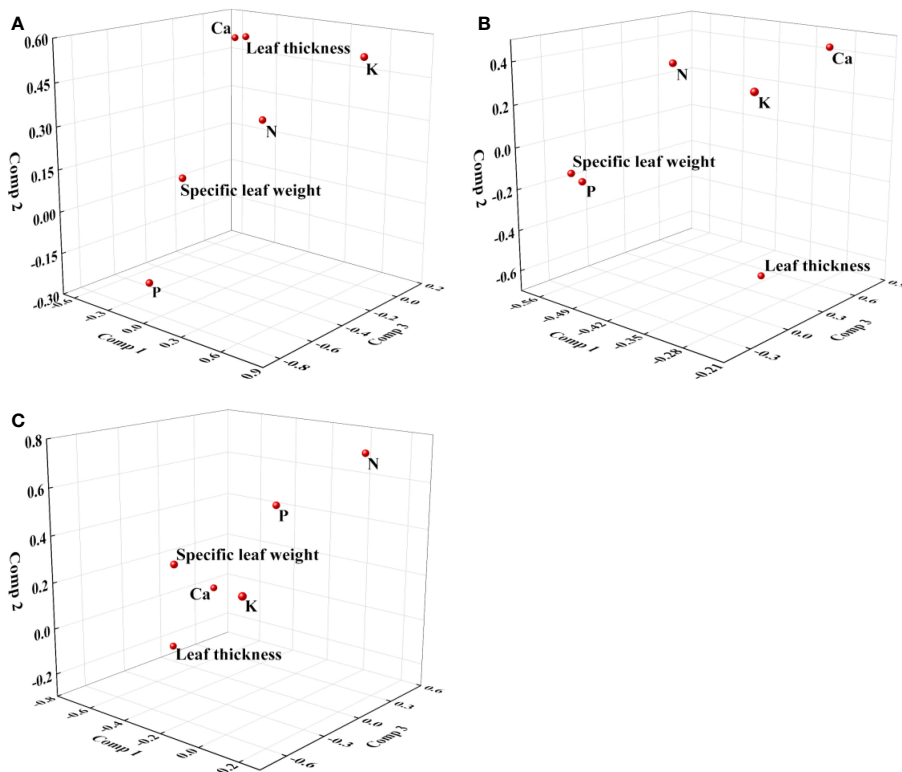 A
0.60
0.45
0.30
0.15
0.00
-0.15
-0.30
Comp 2
Ca
Leaf thickness
K
N
Specific leaf weight
P
-0.6
-0.3
0.0
0.3
0.6
0.9
Comp 1
-0.8
-0.6
-0.4
-0.2
0.0
0.2
Comp 3
B
0.4
0.2
0.0
-0.2
-0.4
-0.6
Comp 2
N
Ca
K
Specific leaf weight
P
Leaf thickness
-0.56
-0.49
-0.42
-0.35
-0.28
-0.21
Comp 1
-0.3
0.0
0.3
0.6
Comp 3
C
0.8
0.6
0.4
0.2
0.0
-0.2
Comp 2
N
P
Specific leaf weight
Ca
K
Leaf thickness
-0.8
-0.6
-0.4
-0.2
0.0
0.2
Comp 1
-0.6
-0.3
0.0
0.3
0.6
Comp 3